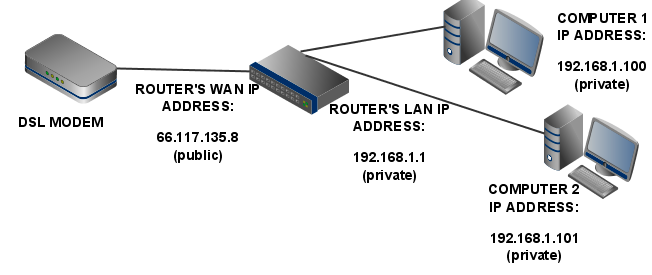 DSL MODEM
ROUTER'S WAN IP
ADDRESS:
66.117.135.8
(public)
ROUTER'S LAN IP
ADDRESS:
192.168.1.1
(private)
COMPUTER 1
IP ADDRESS:
192.168.1.100
(private)
COMPUTER 2
IP ADDRESS:
192.168.1.101
(private)